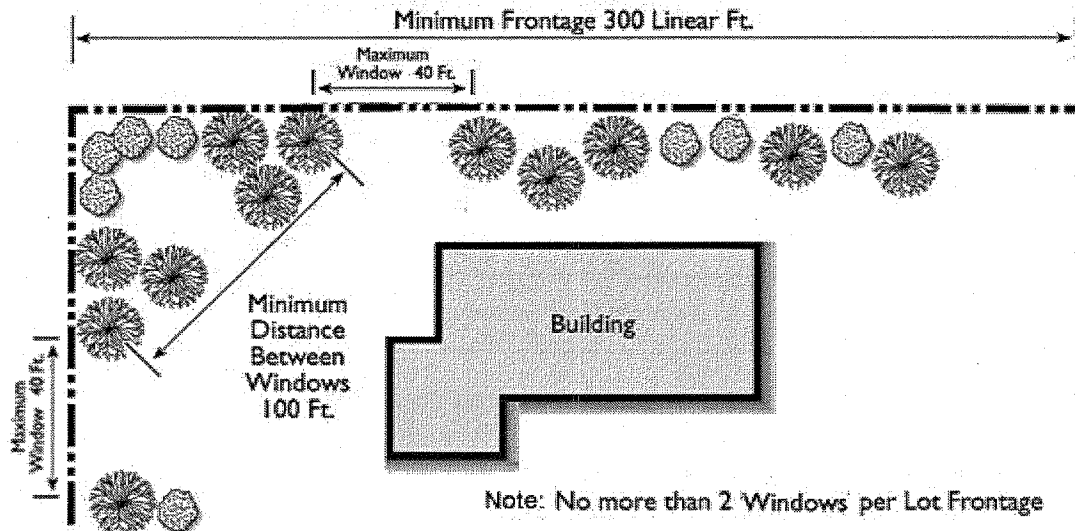 Minimum Frontage 300 Linear Ft.
Maximum
Window 40 Ft.
Minimum
Distance
Between
Windows
100 Ft.
Building
Maximum
Window 40 Ft.
Note: No more than 2 Windows per Lot Frontage